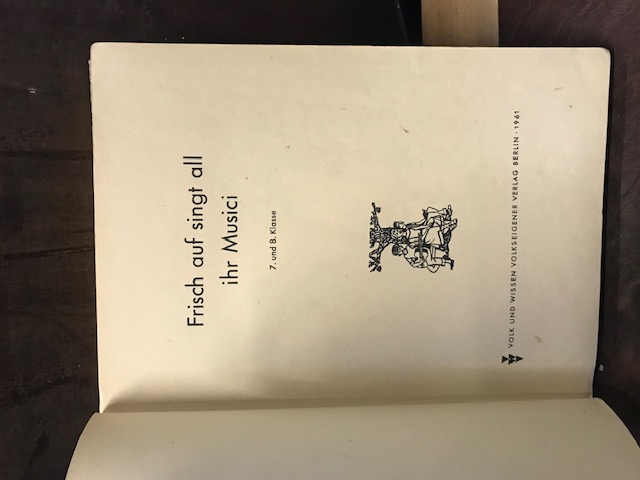 Frisch auf singt all
ihr Musici
7. und 8. Klasse
VOLK UND WISSEN VOLKSEIGENER VERLAG BERLIN · 1961